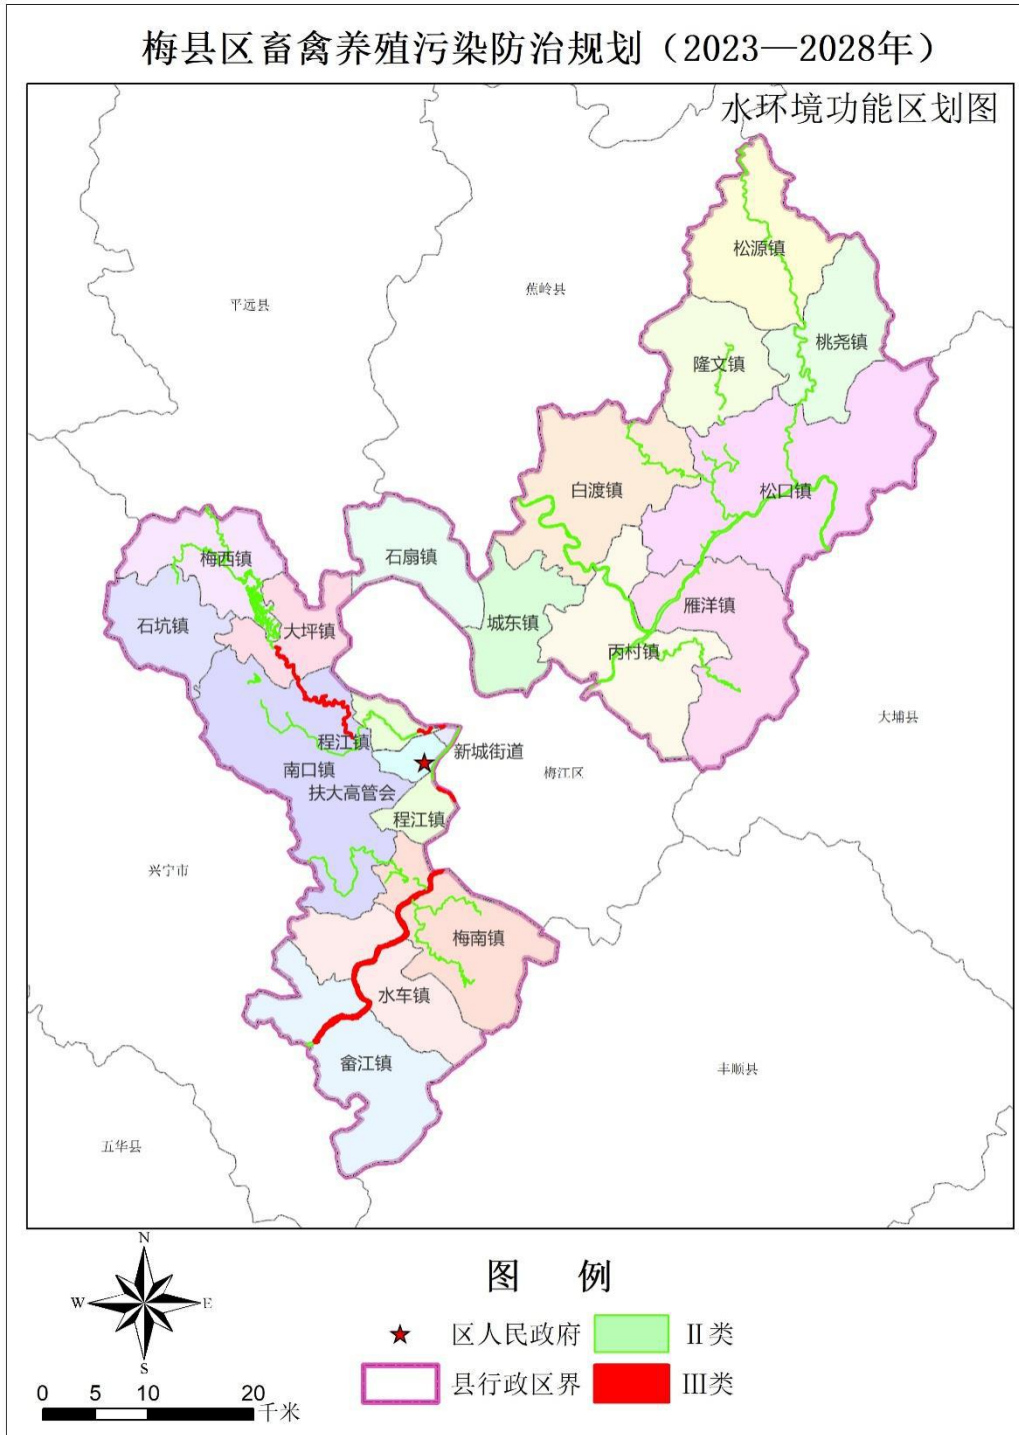 梅县区畜禽养殖污染防治规划（2023—2028年）
水环境功能区划图
松源镇
蕉岭县
平远县
桃尧镇
隆文镇
白渡镇
松口镇
梅西镇
石扇镇
雁洋镇
城东镇
石坑镇
大坪镇
丙村镇
大埔县
程江镇
新城街道
南口镇
梅江区
扶大高管会
程江镇
兴宁市
梅南镇
水车镇
畲江镇
丰顺县
五华县
N
W
E
S
图 例
区人民政府
II类
县行政区界
III类
0 5 10 20
千米